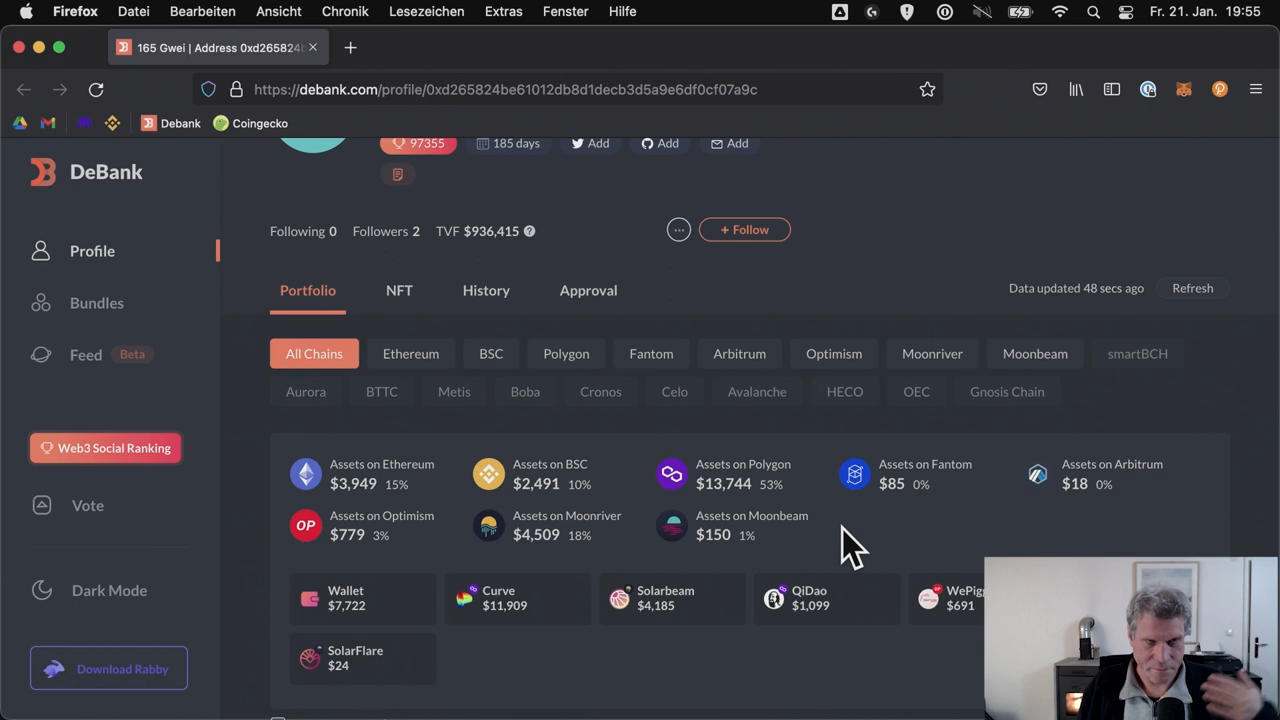 Firefox Datei Bearbeiten Ansicht Chronik Lesezeichen Extras Fenster Hilfe Fr. 21. Jan. 19:55
165 Gwei | Address 0xd265824
https://debank.com/profile/0xd265824be61012db8d1decb3d5a9e6df0cf07a9c
Debank Coingecko
DeBank
Profile
Bundles
Feed Beta
Web3 Social Ranking
Vote
Dark Mode
Download Rabby
97355 185 days Add Add Add
Following 0 Followers 2 TVF $936,415 + Follow
Portfolio NFT History Approval Data updated 48 secs ago Refresh
All Chains Ethereum BSC Polygon Fantom Arbitrum Optimism Moonriver Moonbeam smartBCH
Aurora BTTC Metis Boba Cronos Celo Avalanche HECO OEC Gnosis Chain
Assets on Ethereum Assets on BSC Assets on Polygon Assets on Fantom Assets on Arbitrum
$3,949 15% $2,491 10% $13,744 53% $85 0% $18 0%
OP Assets on Optimism Assets on Moonriver Assets on Moonbeam
$779 3% $4,509 18% $150 1%
Wallet Curve Solarbeam QiDao WePigg
$7,722 $11,909 $4,185 $1,099 $691
SolarFlare
$24